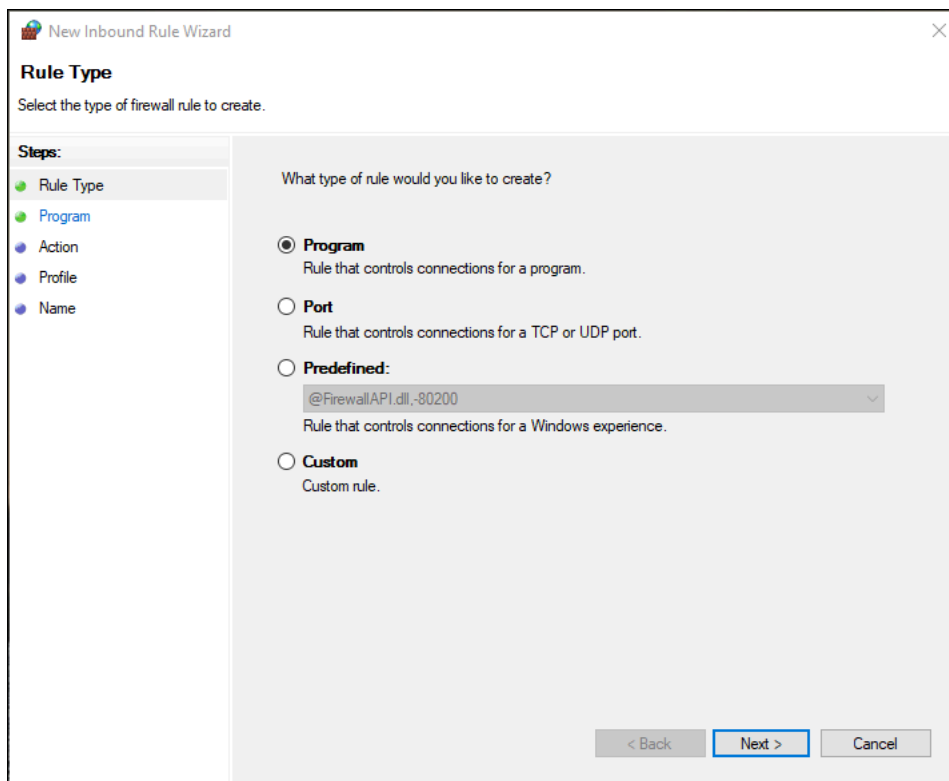 New Inbound Rule Wizard
Rule Type
Select the type of firewall rule to create.
Steps:
Rule Type
Program
Action
Profile
Name
What type of rule would you like to create?
Program
Rule that controls connections for a program.
Port
Rule that controls connections for a TCP or UDP port.
Predefined:
@FirewallAPI.dll,-80200
Rule that controls connections for a Windows experience.
Custom
Custom rule.
< Back
Next >
Cancel